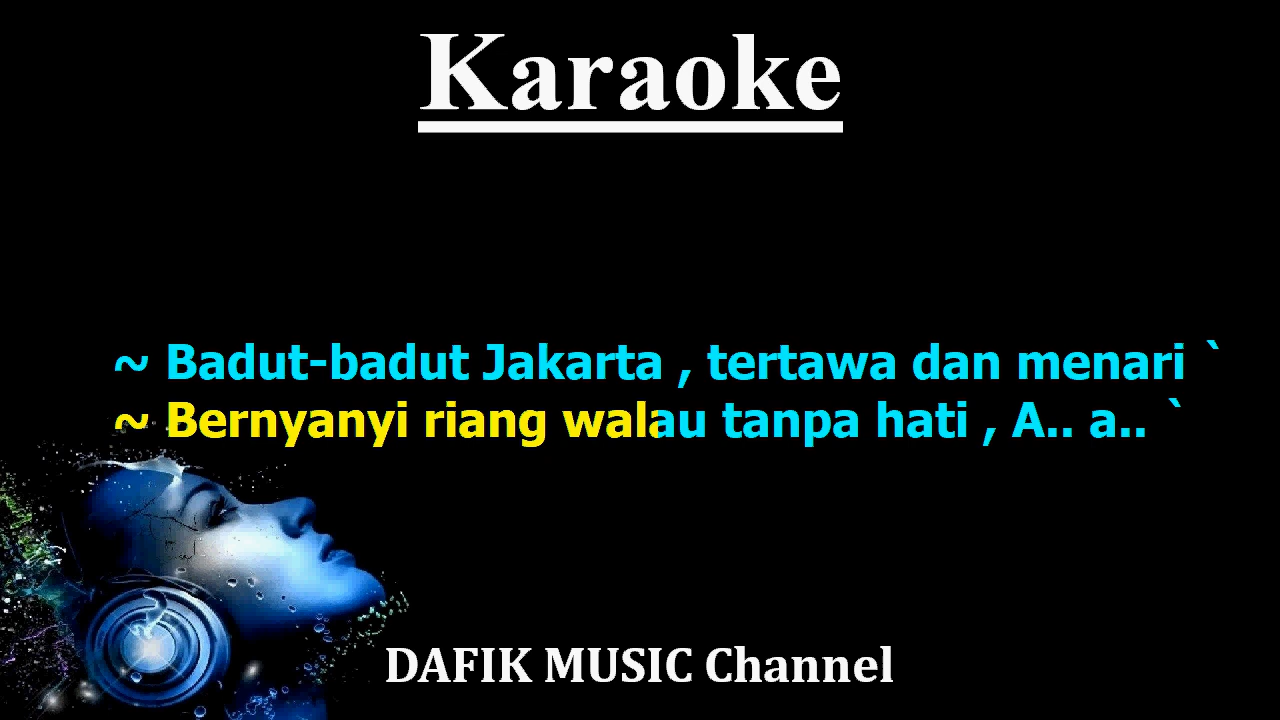 Karaoke
~ Badut-badut Jakarta , tertawa dan menari `
~ Bernyanyi riang walau tanpa hati , A.. a.. `
DAFIK MUSIC Channel